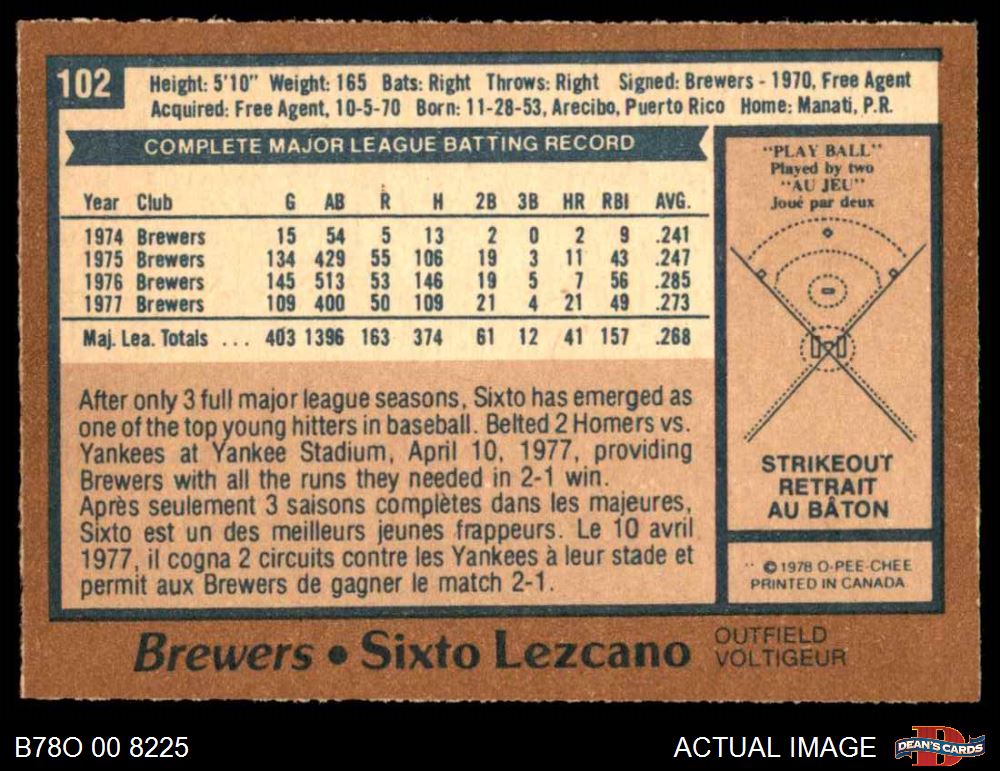 102
Height: 5'10" Weight: 165 Bats: Right Throws: Right Signed: Brewers - 1970, Free Agent
Acquired: Free Agent, 10-5-70 Born: 11-28-53, Arecibo, Puerto Rico Home: Manati, P.R.
COMPLETE MAJOR LEAGUE BATTING RECORD
Year Club G AB R H 2B 3B HR RBI AVG.
1974 Brewers 15 54 5 13 2 0 2 9 .241
1975 Brewers 134 429 55 106 19 3 11 43 .247
1976 Brewers 145 513 53 146 19 5 7 56 .285
1977 Brewers 109 400 50 109 21 4 21 49 .273
Maj. Lea. Totals ... 403 1396 163 374 61 12 41 157 .268
After only 3 full major league seasons, Sixto has emerged as
one of the top young hitters in baseball. Belted 2 Homers vs.
Yankees at Yankee Stadium, April 10, 1977, providing
Brewers with all the runs they needed in 2-1 win.
Après seulement 3 saisons complètes dans les majeures,
Sixto est un des meilleurs jeunes frappeurs. Le 10 avril
1977, il cogna 2 circuits contre les Yankees à leur stade et
permit aux Brewers de gagner le match 2-1.
"PLAY BALL"
Played by two
"AU JEU"
Joué par deux
STRIKEOUT
RETRAIT
AU BÂTON
©1978 O-PEE-CHEE
PRINTED IN CANADA
Brewers • Sixto Lezcano
OUTFIELD
VOLTIGEUR
B78O 00 8225
ACTUAL IMAGE
D
DEAN'S CARDS